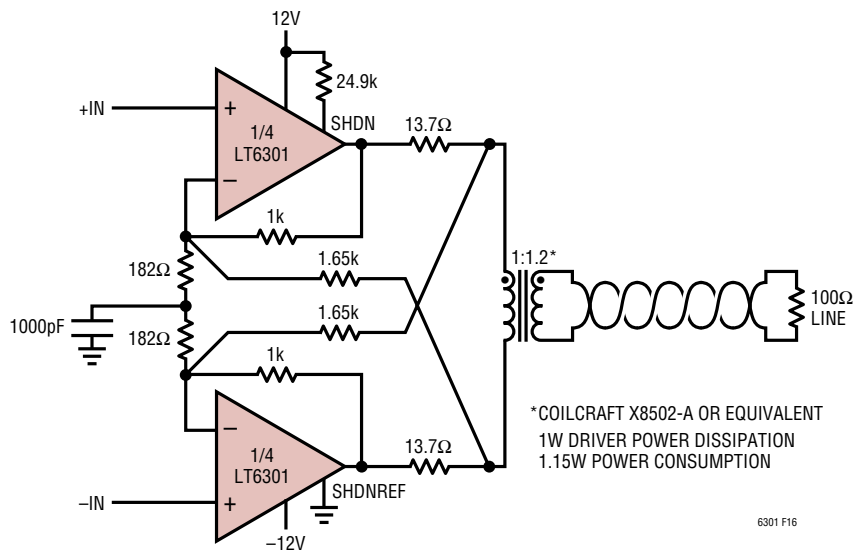 12V
24.9k
+IN
+
SHDN
13.7Ω
1/4
LT6301
–
1k
1:1.2*
182Ω
1.65k
1000pF
1.65k
100Ω
LINE
182Ω
1k
*COILCRAFT X8502-A OR EQUIVALENT
1W DRIVER POWER DISSIPATION
1.15W POWER CONSUMPTION
–
1/4
LT6301
13.7Ω
SHDNREF
–IN
+
–12V
6301 F16